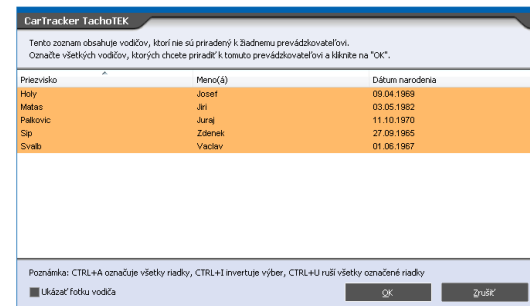 CarTracker TachoTEK
Tento zoznam obsahuje vodičov, ktorí nie sú priradený k žiadnemu prevádzkovateľovi.
Označte všetkých vodičov, ktorých chcete priradiť k tomuto prevádzkovateľovi a kliknite na "OK".
Priezvisko Meno(á) Dátum narodenia
Holy Josef 09.04.1969
Matas Jiri 03.05.1982
Palkovic Juraj 11.10.1970
Sip Zdenek 27.09.1965
Svalb Vaclav 01.06.1967
Poznámka: CTRL+A označuje všetky riadky, CTRL+I invertuje výber, CTRL+U ruší všetky označené riadky
Ukázať fotku vodiča OK Zrušiť